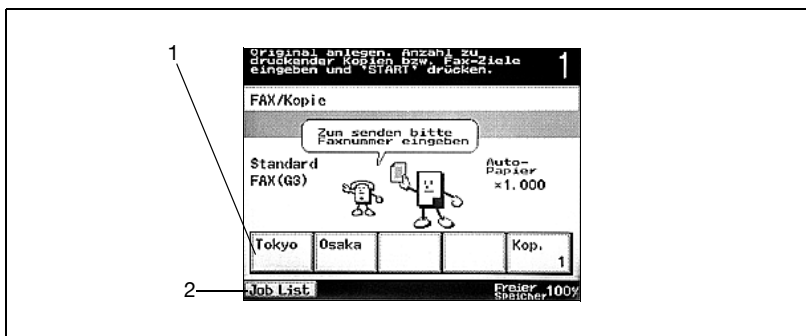 1
Original anlegen. Anzahl zu
druckender Kopien bzw. Fax-Ziele
eingeben und "START" drücken.
1
FAX/Kopie
Zum senden bitte
Faxnummer eingeben
Standard
FAX(G3)
Auto-
Papier
×1.000
Tokyo
Osaka
Kop.
1
2
Job List
Freier
Speicher
100%